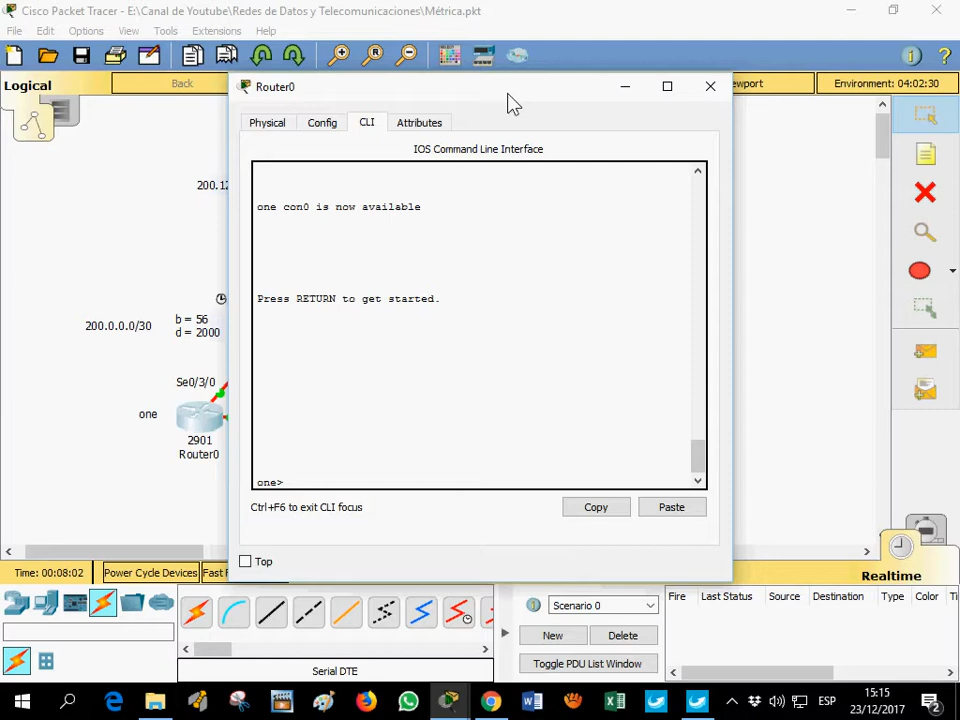 Cisco Packet Tracer - E:\Canal de Youtube\Redes de Datos y Telecomunicaciones\Métrica.pkt
File Edit Options View Tools Extensions Help
Logical
Back
ewport
Environment: 04:02:30
Router0
Physical Config CLI Attributes
IOS Command Line Interface
200.12
one con0 is now available
Press RETURN to get started.
200.0.0.0/30
b = 56
d = 2000
Se0/3/0
one
2901
Router0
one>
Ctrl+F6 to exit CLI focus
Copy
Paste
Top
Time: 00:08:02
Power Cycle Devices
Fast F
Realtime
Scenario 0
New
Delete
Toggle PDU List Window
Fire Last Status Source Destination Type Color Ti
Serial DTE
ESP
15:15
23/12/2017
2